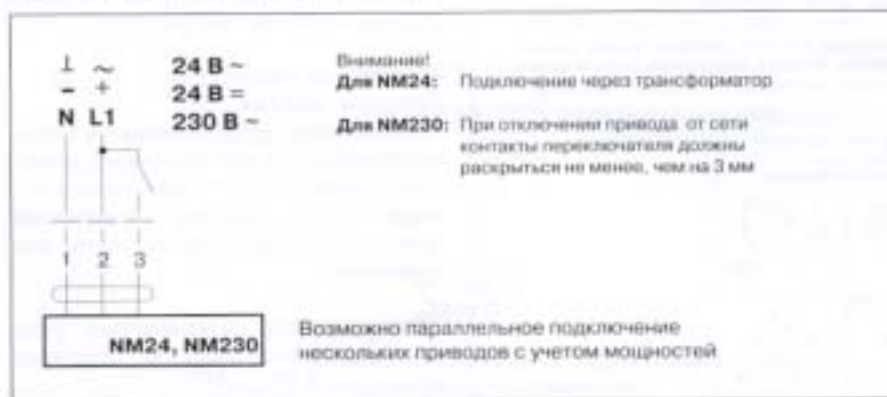 ⊥ ~ 24 В ~
- + 24 В =
N L1 230 В ~
Внимание!
Для NM24: Подключение через трансформатор
Для NM230: При отключении привода от сети
контакты переключателя должны
раскрыться не менее, чем на 3 мм
1 2 3
NM24, NM230
Возможно параллельное подключение
нескольких приводов с учетом мощностей